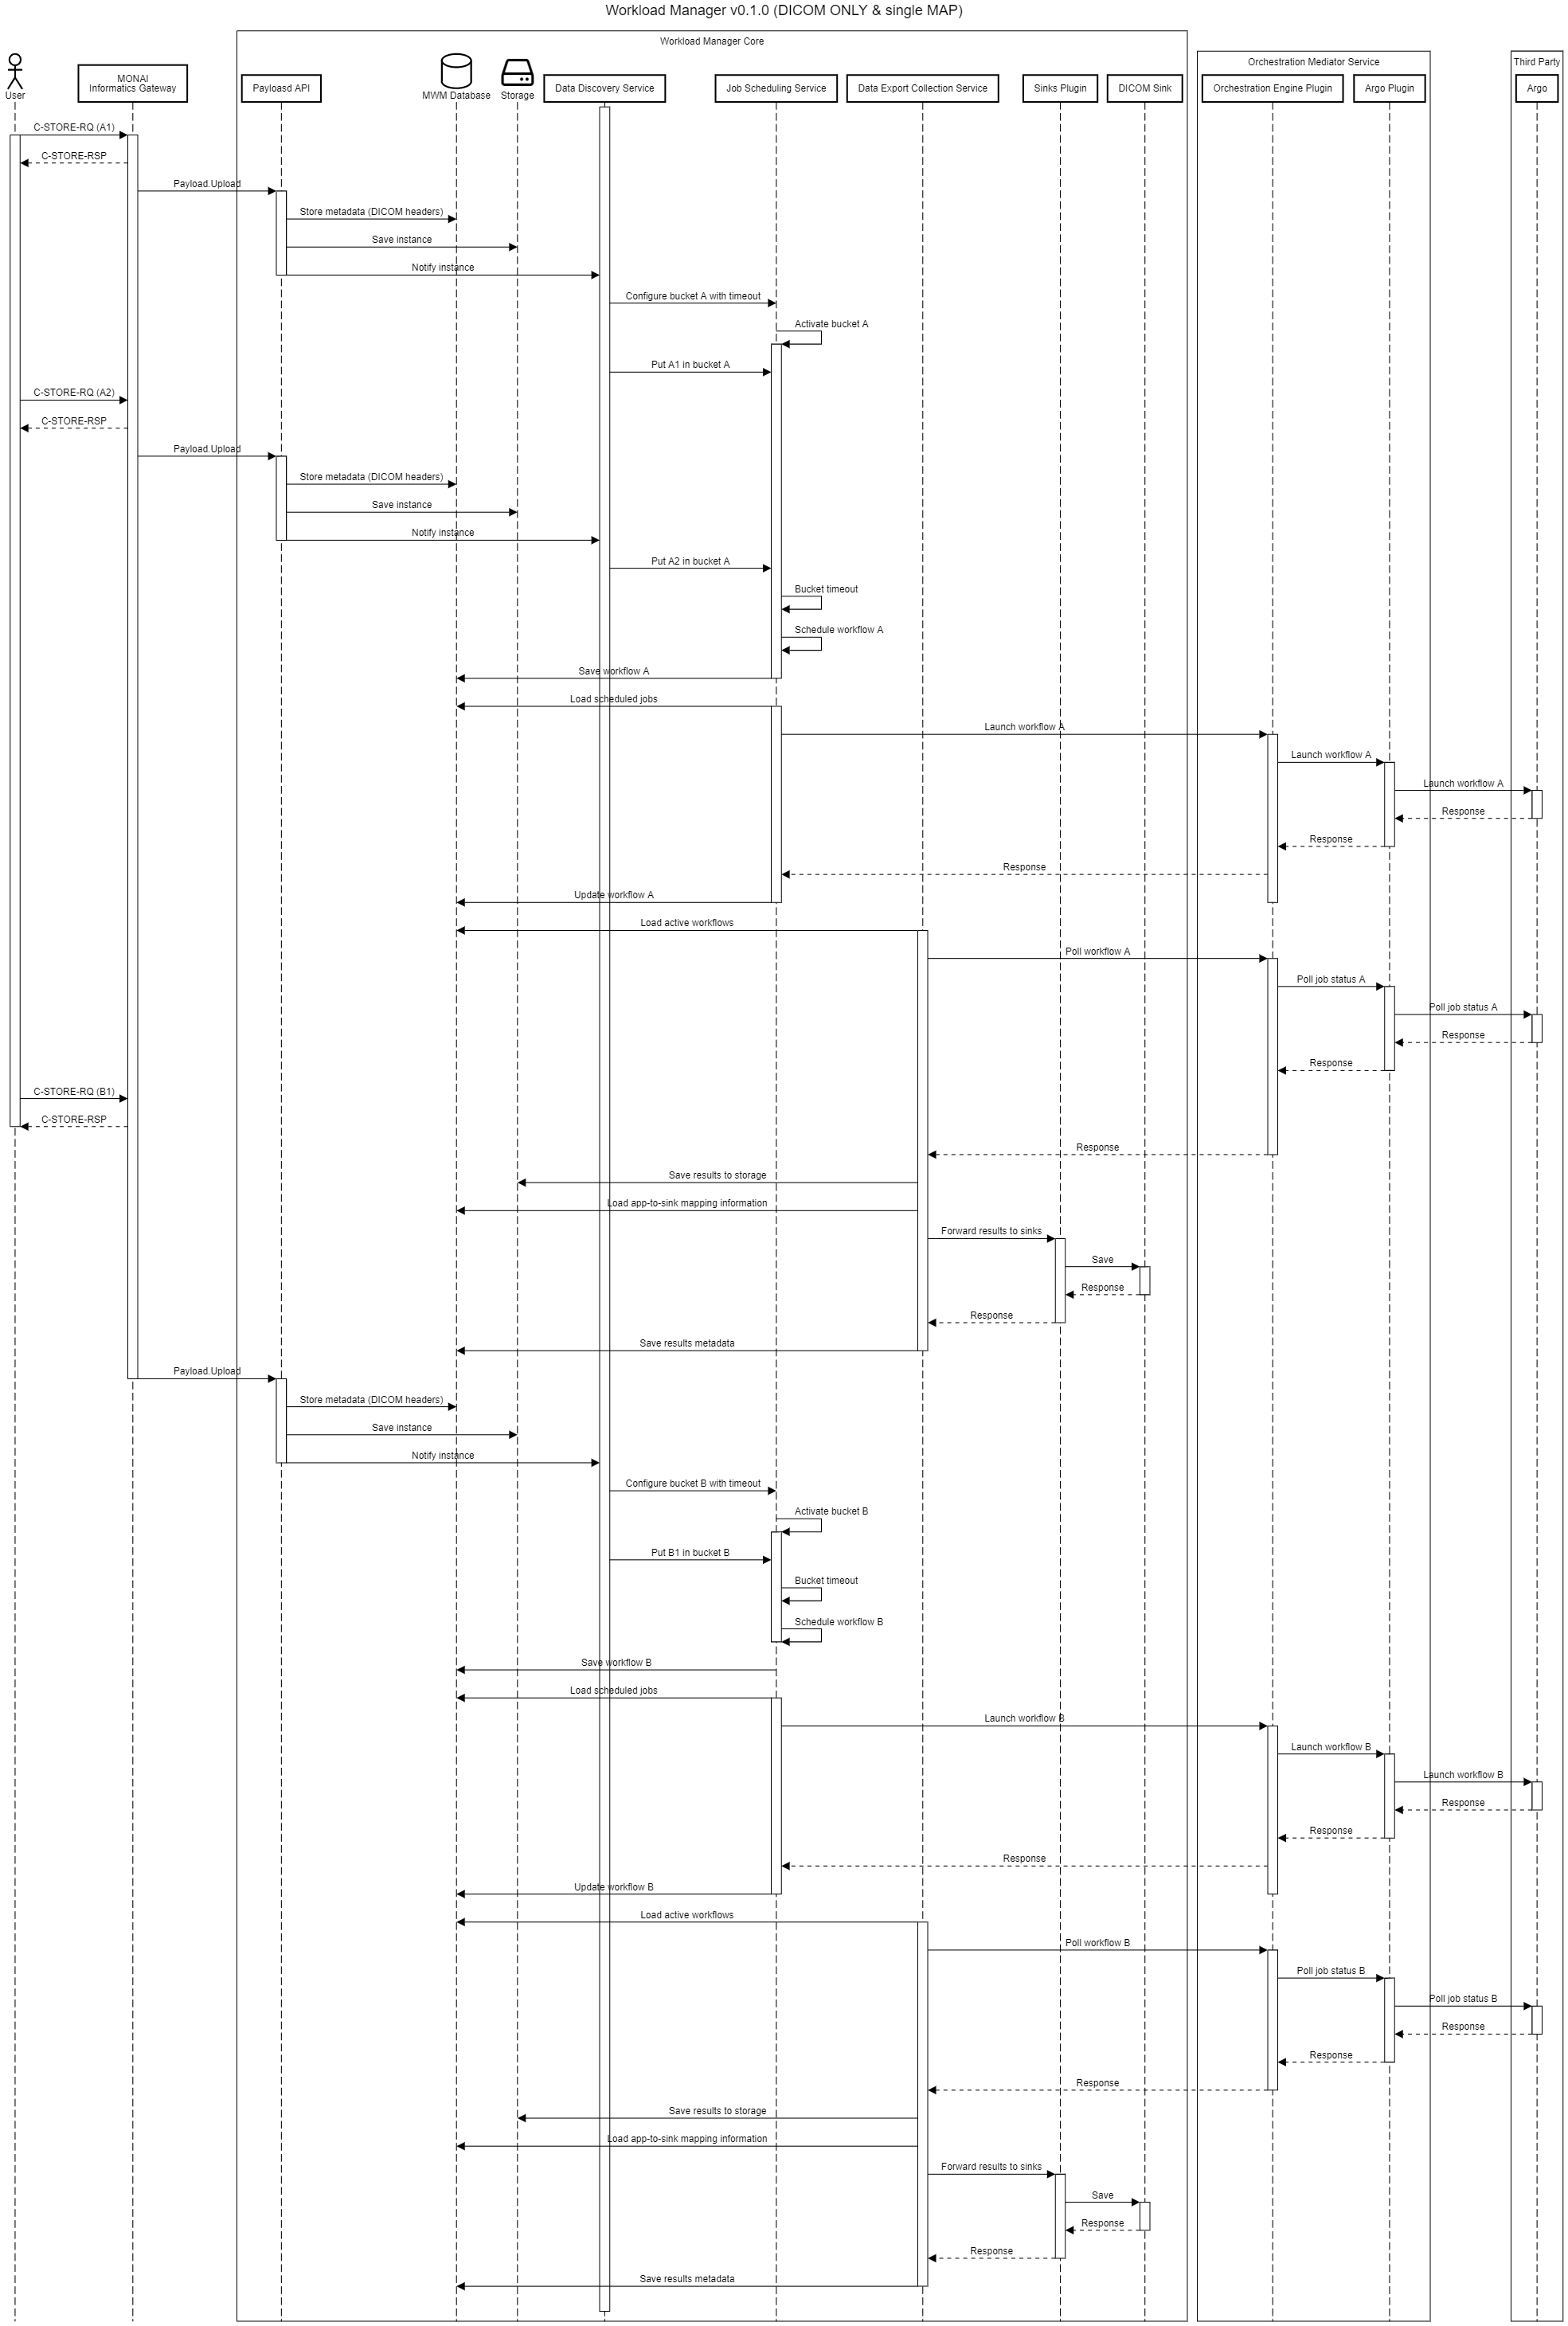 Workload Manager v0.1.0 (DICOM ONLY & single MAP)
Workload Manager Core
Orchestration Mediator Service
Third Party
User
MONAI
Informatics Gateway
Payloasd API
MWM Database
Storage
Data Discovery Service
Job Scheduling Service
Data Export Collection Service
Sinks Plugin
DICOM Sink
Orchestration Engine Plugin
Argo Plugin
Argo
C-STORE-RQ (A1)
C-STORE-RSP
Payload.Upload
Store metadata (DICOM headers)
Save instance
Notify instance
Configure bucket A with timeout
Activate bucket A
Put A1 in bucket A
C-STORE-RQ (A2)
C-STORE-RSP
Payload.Upload
Store metadata (DICOM headers)
Save instance
Notify instance
Put A2 in bucket A
Bucket timeout
Schedule workflow A
Save workflow A
Load scheduled jobs
Launch workflow A
Launch workflow A
Launch workflow A
Response
Response
Response
Update workflow A
Load active workflows
Poll workflow A
Poll job status A
Poll job status A
Response
Response
C-STORE-RQ (B1)
C-STORE-RSP
Response
Save results to storage
Load app-to-sink mapping information
Forward results to sinks
Save
Response
Response
Save results metadata
Payload.Upload
Store metadata (DICOM headers)
Save instance
Notify instance
Configure bucket B with timeout
Activate bucket B
Put B1 in bucket B
Bucket timeout
Schedule workflow B
Save workflow B
Load scheduled jobs
Launch workflow B
Launch workflow B
Launch workflow B
Response
Response
Response
Update workflow B
Load active workflows
Poll workflow B
Poll job status B
Poll job status B
Response
Response
Response
Save results to storage
Load app-to-sink mapping information
Forward results to sinks
Save
Response
Response
Save results metadata